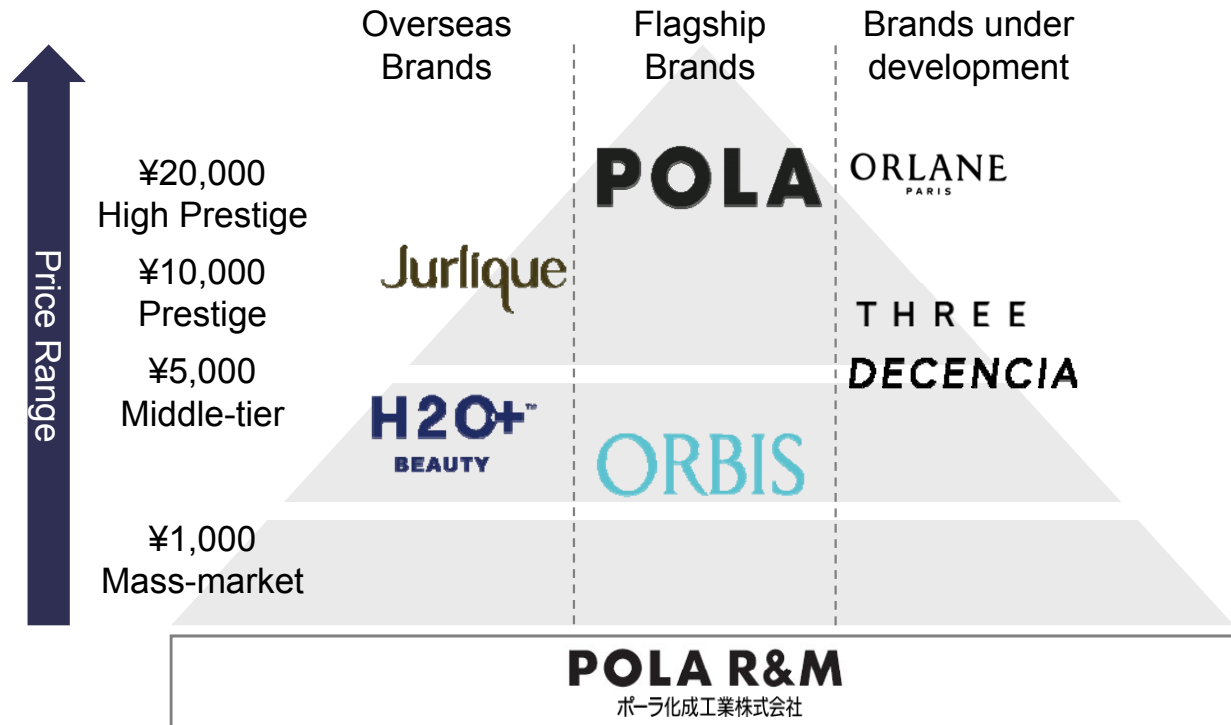 Overseas
Brands
Flagship
Brands
Brands under
development
Price Range
¥20,000
High Prestige
¥10,000
Prestige
¥5,000
Middle-tier
¥1,000
Mass-market
POLA
ORLANE
PARIS
Jurlique
THREE
DECENCIA
H2O+™
BEAUTY
ORBIS
POLA R&M
ポーラ化成工業株式会社